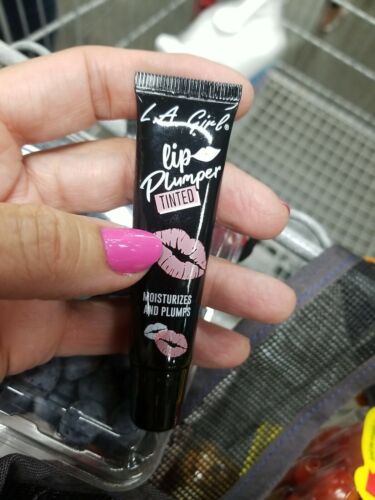 L.A. Girl®
lip
Plumper
TINTED
MOISTURIZES
AND PLUMPS